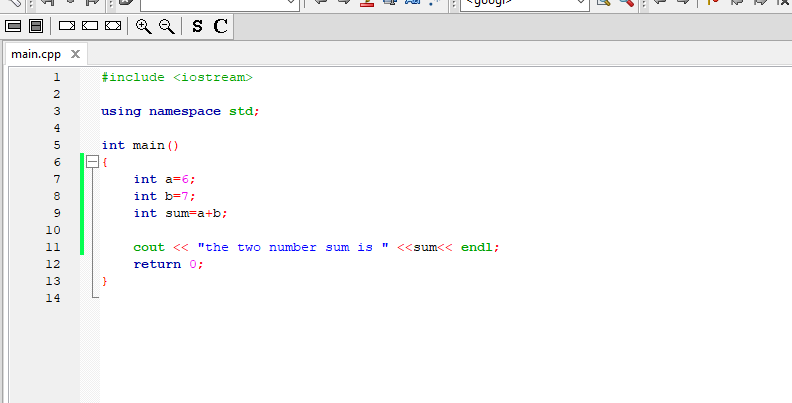 S C
main.cpp X
1 #include <iostream>
2
3 using namespace std;
4
5 int main()
6 {
7 int a=6;
8 int b=7;
9 int sum=a+b;
10
11 cout << "the two number sum is " <<sum<< endl;
12 return 0;
13 }
14